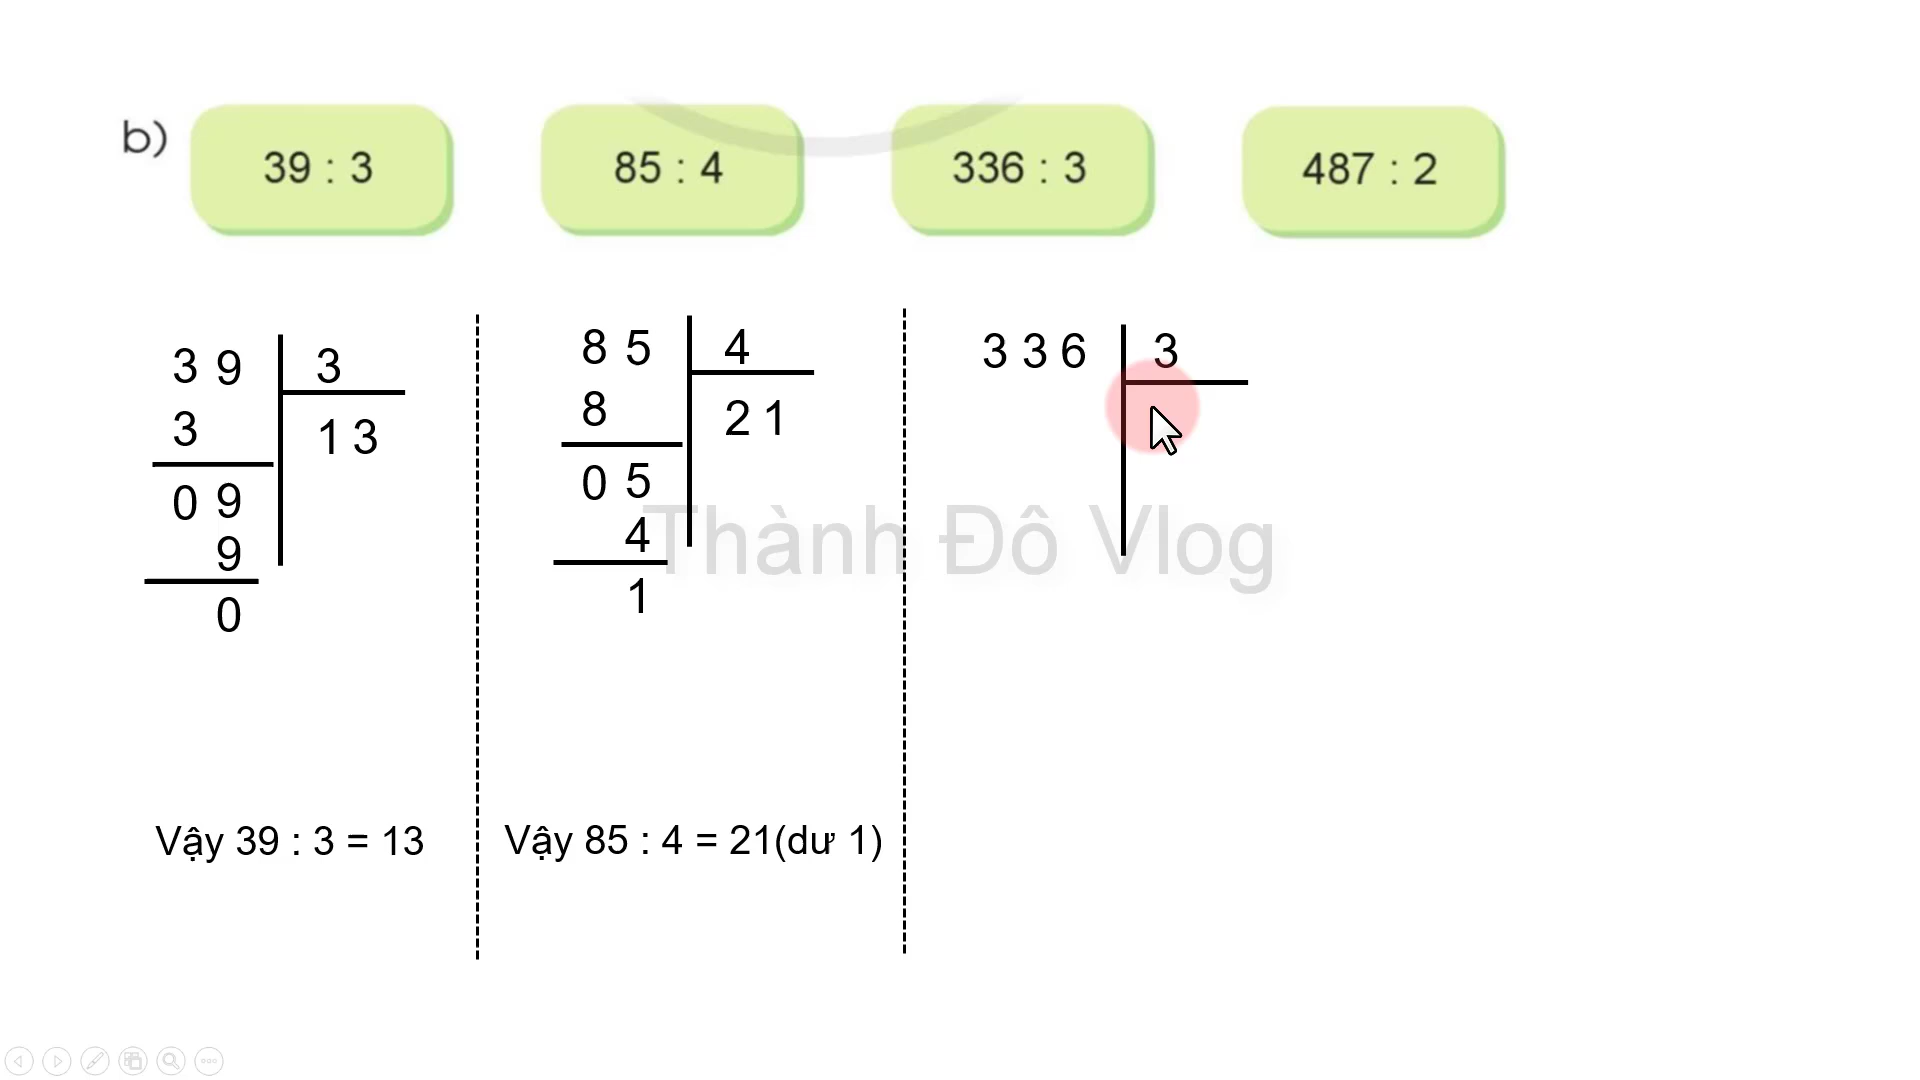 b)
39 : 3
85 : 4
336 : 3
487 : 2
3 9 3
3
1 3
0 9
9
0
8 5 4
8
2 1
0 5
4
1
3 3 6 3
Thành Đô Vlog
Vậy 39 : 3 = 13
Vậy 85 : 4 = 21(dư 1)